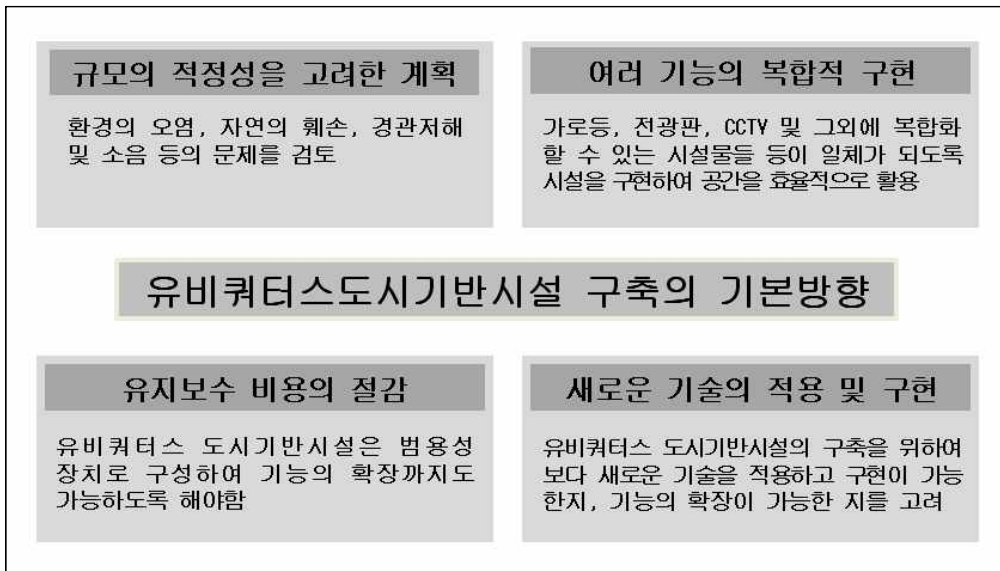 규모의 적정성을 고려한 계획
환경의 오염, 자연의 훼손, 경관저해
및 소음 등의 문제를 검토
여러 기능의 복합적 구현
가로등, 전광판, CCTV 및 그외에 복합화
할 수 있는 시설물들 등이 일체가 되도록
시설을 구현하여 공간을 효율적으로 활용
유비쿼터스도시기반시설 구축의 기본방향
유지보수 비용의 절감
유비쿼터스 도시기반시설은 범용성
장치로 구성하여 기능의 확장까지도
가능하도록 해야함
새로운 기술의 적용 및 구현
유비쿼터스 도시기반시설의 구축을 위하여
보다 새로운 기술을 적용하고 구현이 가능
한지, 기능의 확장이 가능한 지를 고려